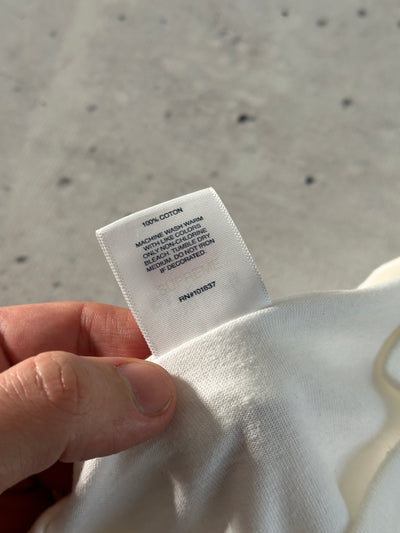 100% COTON
MACHINE WASH WARM
WITH LIKE COLORS
ONLY NON-CHLORINE
BLEACH. TUMBLE DRY
MEDIUM. DO NOT IRON
IF DECORATED.
RN#101837